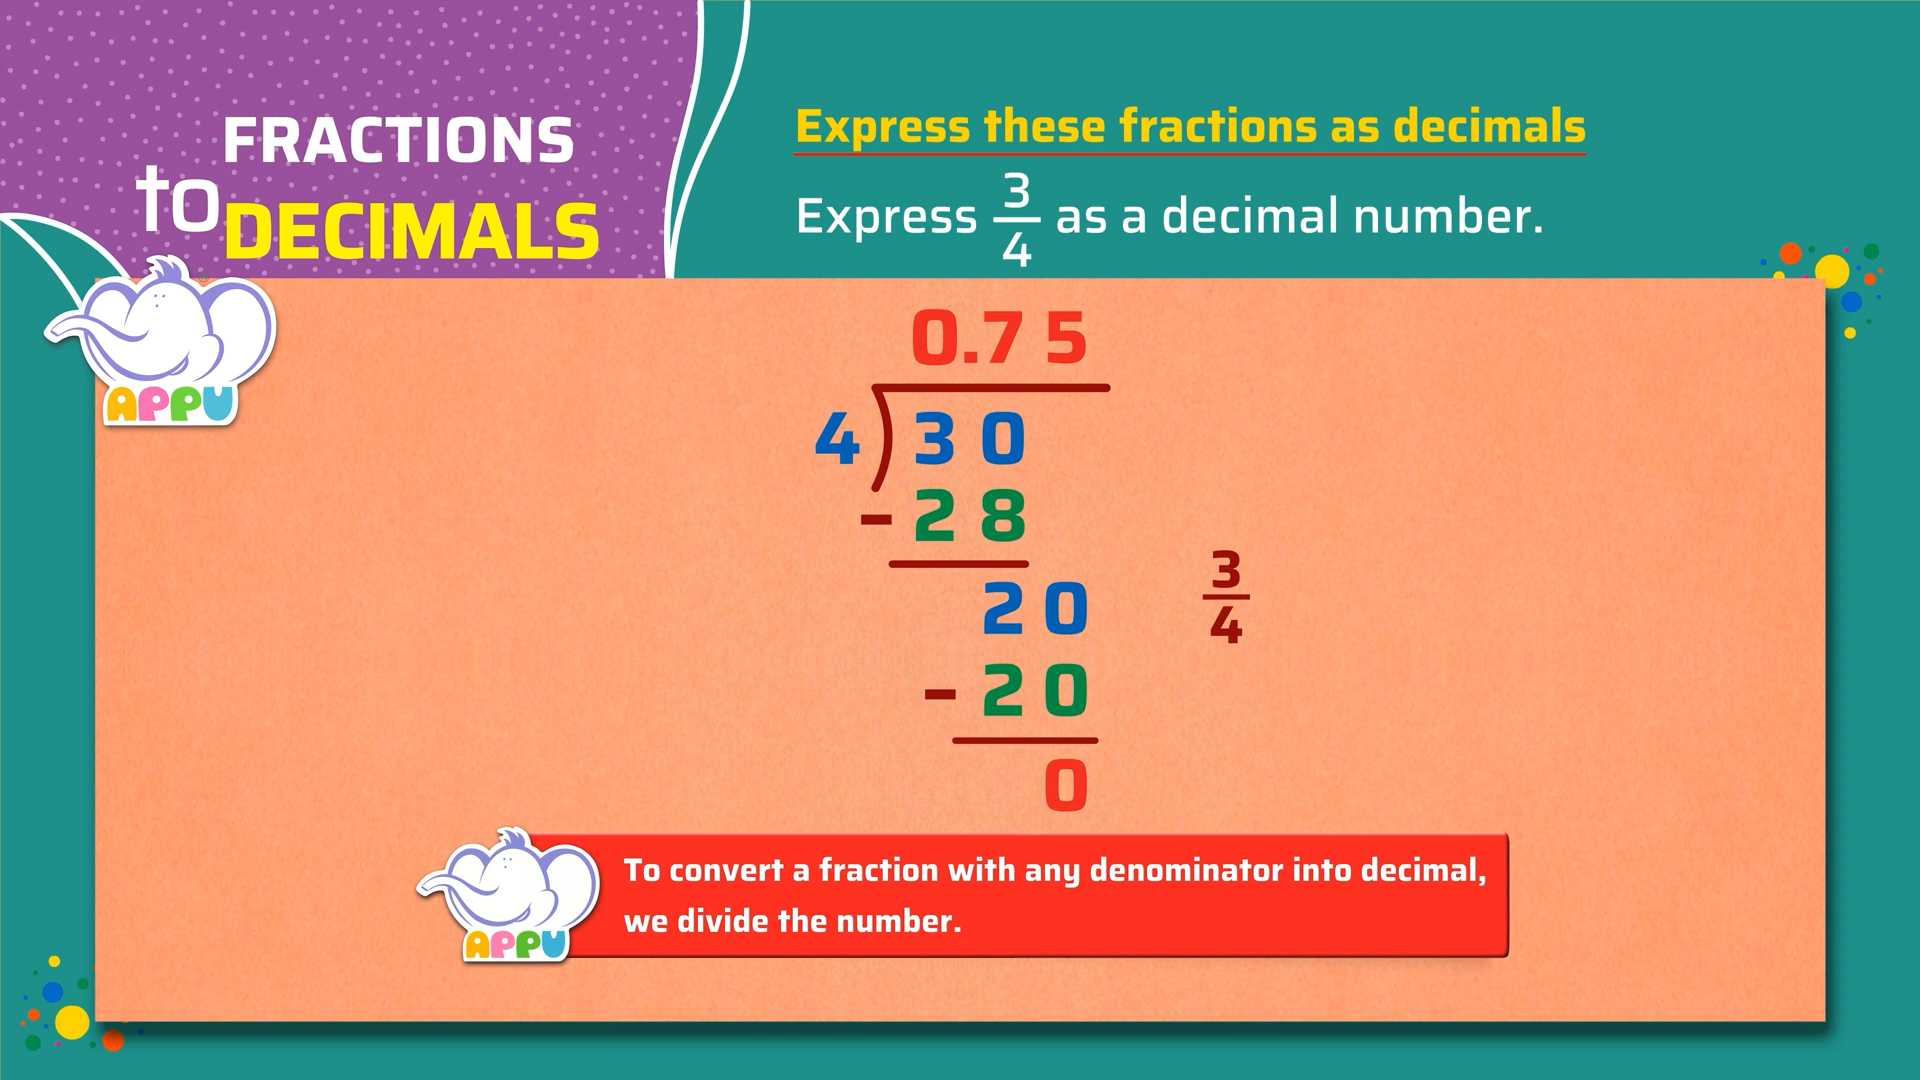 FRACTIONS
to DECIMALS
Express these fractions as decimals
Express 3/4 as a decimal number.
APPU
0.75
4)30
- 28
20
- 20
0
3/4
To convert a fraction with any denominator into decimal,
we divide the number.
APPU